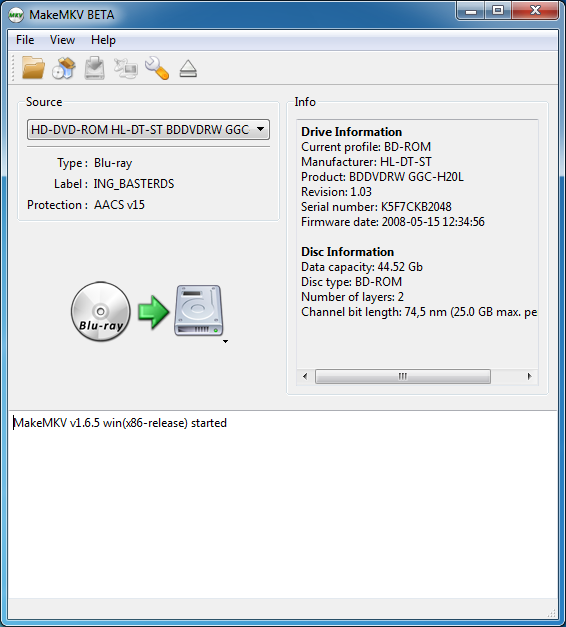 MKV
MakeMKV BETA
File View Help
Source
HD-DVD-ROM HL-DT-ST BDDVDRW GGC
Type : Blu-ray
Label : ING_BASTERDS
Protection : AACS v15
Blu-ray
Info
Drive Information
Current profile: BD-ROM
Manufacturer: HL-DT-ST
Product: BDDVDRW GGC-H20L
Revision: 1.03
Serial number: K5F7CKB2048
Firmware date: 2008-05-15 12:34:56
Disc Information
Data capacity: 44.52 Gb
Disc type: BD-ROM
Number of layers: 2
Channel bit length: 74,5 nm (25.0 GB max. pe
MakeMKV v1.6.5 win(x86-release) started